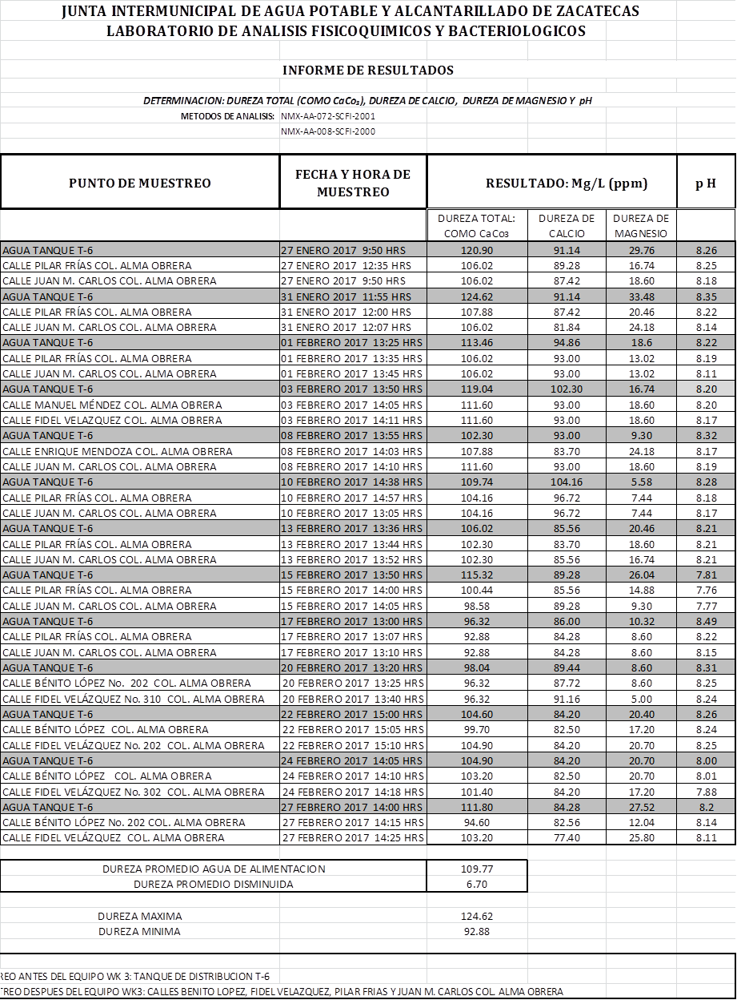 JUNTA INTERMUNICIPAL DE AGUA POTABLE Y ALCANTARILLADO DE ZACATECAS
LABORATORIO DE ANALISIS FISICOQUIMICOS Y BACTERIOLOGICOS
INFORME DE RESULTADOS
DETERMINACION: DUREZA TOTAL (COMO CaCo₃), DUREZA DE CALCIO, DUREZA DE MAGNESIO Y pH
METODOS DE ANALISIS: NMX-AA-072-SCFI-2001
NMX-AA-008-SCFI-2000
PUNTO DE MUESTREO FECHA Y HORA DE MUESTREO RESULTADO: Mg/L (ppm) p H
DUREZA TOTAL: COMO CaCo₃ DUREZA DE CALCIO DUREZA DE MAGNESIO
AGUA TANQUE T-6 27 ENERO 2017 9:50 HRS 120.90 91.14 29.76 8.26
CALLE PILAR FRÍAS COL. ALMA OBRERA 27 ENERO 2017 12:35 HRS 106.02 89.28 16.74 8.25
CALLE JUAN M. CARLOS COL. ALMA OBRERA 27 ENERO 2017 9:50 HRS 106.02 87.42 18.60 8.18
AGUA TANQUE T-6 31 ENERO 2017 11:55 HRS 124.62 91.14 33.48 8.35
CALLE PILAR FRÍAS COL. ALMA OBRERA 31 ENERO 2017 12:00 HRS 107.88 87.42 20.46 8.22
CALLE JUAN M. CARLOS COL. ALMA OBRERA 31 ENERO 2017 12:07 HRS 106.02 81.84 24.18 8.14
AGUA TANQUE T-6 01 FEBRERO 2017 13:25 HRS 113.46 94.86 18.6 8.22
CALLE PILAR FRÍAS COL. ALMA OBRERA 01 FEBRERO 2017 13:35 HRS 106.02 93.00 13.02 8.19
CALLE JUAN M. CARLOS COL. ALMA OBRERA 01 FEBRERO 2017 13:45 HRS 106.02 93.00 13.02 8.11
AGUA TANQUE T-6 03 FEBRERO 2017 13:50 HRS 119.04 102.30 16.74 8.20
CALLE MANUEL MÉNDEZ COL. ALMA OBRERA 03 FEBRERO 2017 14:05 HRS 111.60 93.00 18.60 8.20
CALLE FIDEL VELAZQUEZ COL. ALMA OBRERA 03 FEBRERO 2017 14:11 HRS 111.60 93.00 18.60 8.17
AGUA TANQUE T-6 08 FEBRERO 2017 13:55 HRS 102.30 93.00 9.30 8.32
CALLE ENRIQUE MENDOZA COL. ALMA OBRERA 08 FEBRERO 2017 14:03 HRS 107.88 83.70 24.18 8.17
CALLE JUAN M. CARLOS COL. ALMA OBRERA 08 FEBRERO 2017 14:10 HRS 111.60 93.00 18.60 8.19
AGUA TANQUE T-6 10 FEBRERO 2017 14:38 HRS 109.74 104.16 5.58 8.28
CALLE PILAR FRÍAS COL. ALMA OBRERA 10 FEBRERO 2017 14:57 HRS 104.16 96.72 7.44 8.18
CALLE JUAN M. CARLOS COL. ALMA OBRERA 10 FEBRERO 2017 13:05 HRS 104.16 96.72 7.44 8.17
AGUA TANQUE T-6 13 FEBRERO 2017 13:36 HRS 106.02 85.56 20.46 8.21
CALLE PILAR FRÍAS COL. ALMA OBRERA 13 FEBRERO 2017 13:44 HRS 102.30 83.70 18.60 8.21
CALLE JUAN M. CARLOS COL. ALMA OBRERA 13 FEBRERO 2017 13:52 HRS 102.30 85.56 16.74 8.21
AGUA TANQUE T-6 15 FEBRERO 2017 13:50 HRS 115.32 89.28 26.04 7.81
CALLE PILAR FRÍAS COL. ALMA OBRERA 15 FEBRERO 2017 14:00 HRS 100.44 85.56 14.88 7.76
CALLE JUAN M. CARLOS COL. ALMA OBRERA 15 FEBRERO 2017 14:05 HRS 98.58 89.28 9.30 7.77
AGUA TANQUE T-6 17 FEBRERO 2017 13:00 HRS 96.32 86.00 10.32 8.49
CALLE PILAR FRÍAS COL. ALMA OBRERA 17 FEBRERO 2017 13:07 HRS 92.88 84.28 8.60 8.22
CALLE JUAN M. CARLOS COL. ALMA OBRERA 17 FEBRERO 2017 13:10 HRS 92.88 84.28 8.60 8.15
AGUA TANQUE T-6 20 FEBRERO 2017 13:20 HRS 98.04 89.44 8.60 8.31
CALLE BÉNITO LÓPEZ No. 202 COL. ALMA OBRERA 20 FEBRERO 2017 13:25 HRS 96.32 87.72 8.60 8.25
CALLE FIDEL VELÁZQUEZ No. 310 COL. ALMA OBRERA 20 FEBRERO 2017 13:40 HRS 96.32 91.16 5.00 8.24
AGUA TANQUE T-6 22 FEBRERO 2017 15:00 HRS 104.60 84.20 20.40 8.26
CALLE BÉNITO LÓPEZ COL. ALMA OBRERA 22 FEBRERO 2017 15:05 HRS 99.70 82.50 17.20 8.24
CALLE FIDEL VELÁZQUEZ No. 202 COL. ALMA OBRERA 22 FEBRERO 2017 15:10 HRS 104.90 84.20 20.70 8.25
AGUA TANQUE T-6 24 FEBRERO 2017 14:05 HRS 104.90 84.20 20.70 8.00
CALLE BÉNITO LÓPEZ COL. ALMA OBRERA 24 FEBRERO 2017 14:10 HRS 103.20 82.50 20.70 8.01
CALLE FIDEL VELÁZQUEZ No. 302 COL. ALMA OBRERA 24 FEBRERO 2017 14:18 HRS 101.40 84.20 17.20 7.88
AGUA TANQUE T-6 27 FEBRERO 2017 14:00 HRS 111.80 84.28 27.52 8.2
CALLE BÉNITO LÓPEZ No. 202 COL. ALMA OBRERA 27 FEBRERO 2017 14:15 HRS 94.60 82.56 12.04 8.14
CALLE FIDEL VELÁZQUEZ COL. ALMA OBRERA 27 FEBRERO 2017 14:25 HRS 103.20 77.40 25.80 8.11
DUREZA PROMEDIO AGUA DE ALIMENTACION 109.77
DUREZA PROMEDIO DISMINUIDA 6.70
DUREZA MAXIMA 124.62
DUREZA MINIMA 92.88
REO ANTES DEL EQUIPO WK 3: TANQUE DE DISTRIBUCION T-6
TREO DESPUES DEL EQUIPO WK3: CALLES BENITO LOPEZ, FIDEL VELAZQUEZ, PILAR FRIAS Y JUAN M. CARLOS COL. ALMA OBRERA